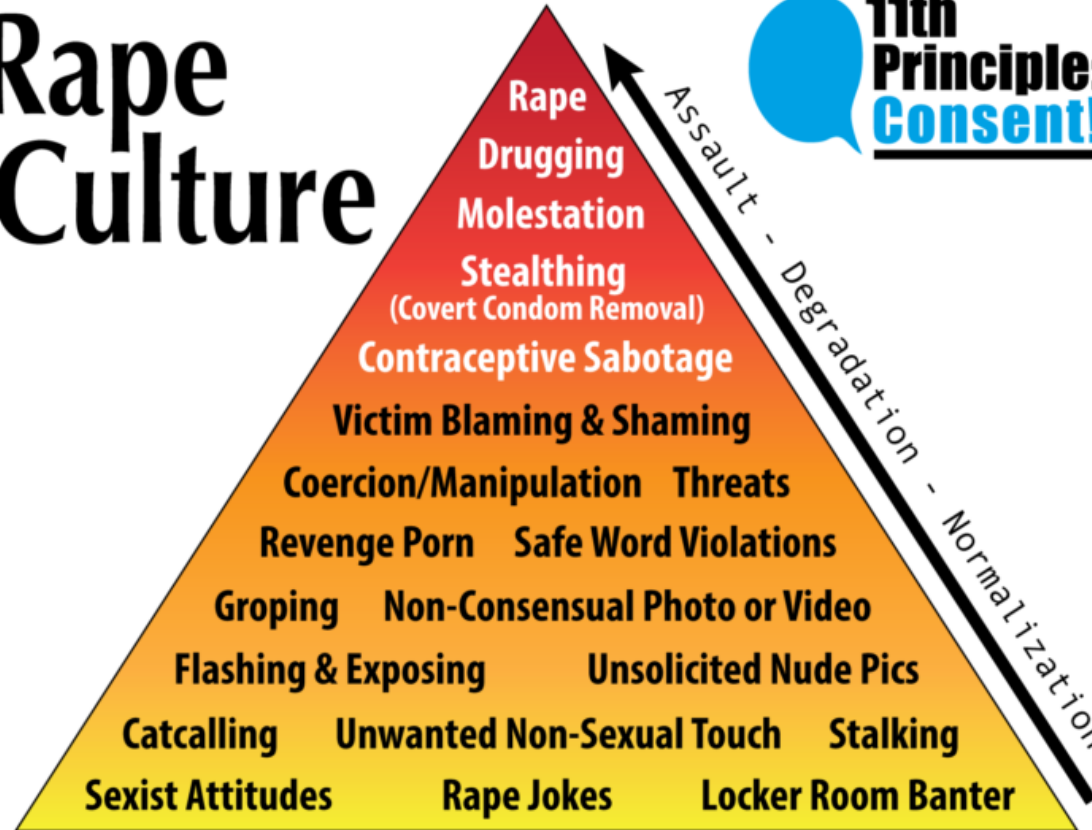 Rape
Culture
11th
Principle:
Consent!
Rape
Drugging
Molestation
Stealthing
(Covert Condom Removal)
Contraceptive Sabotage
Victim Blaming & Shaming
Coercion/Manipulation Threats
Revenge Porn Safe Word Violations
Groping Non-Consensual Photo or Video
Flashing & Exposing Unsolicited Nude Pics
Catcalling Unwanted Non-Sexual Touch Stalking
Sexist Attitudes Rape Jokes Locker Room Banter
Assault - Degradation - Normalization